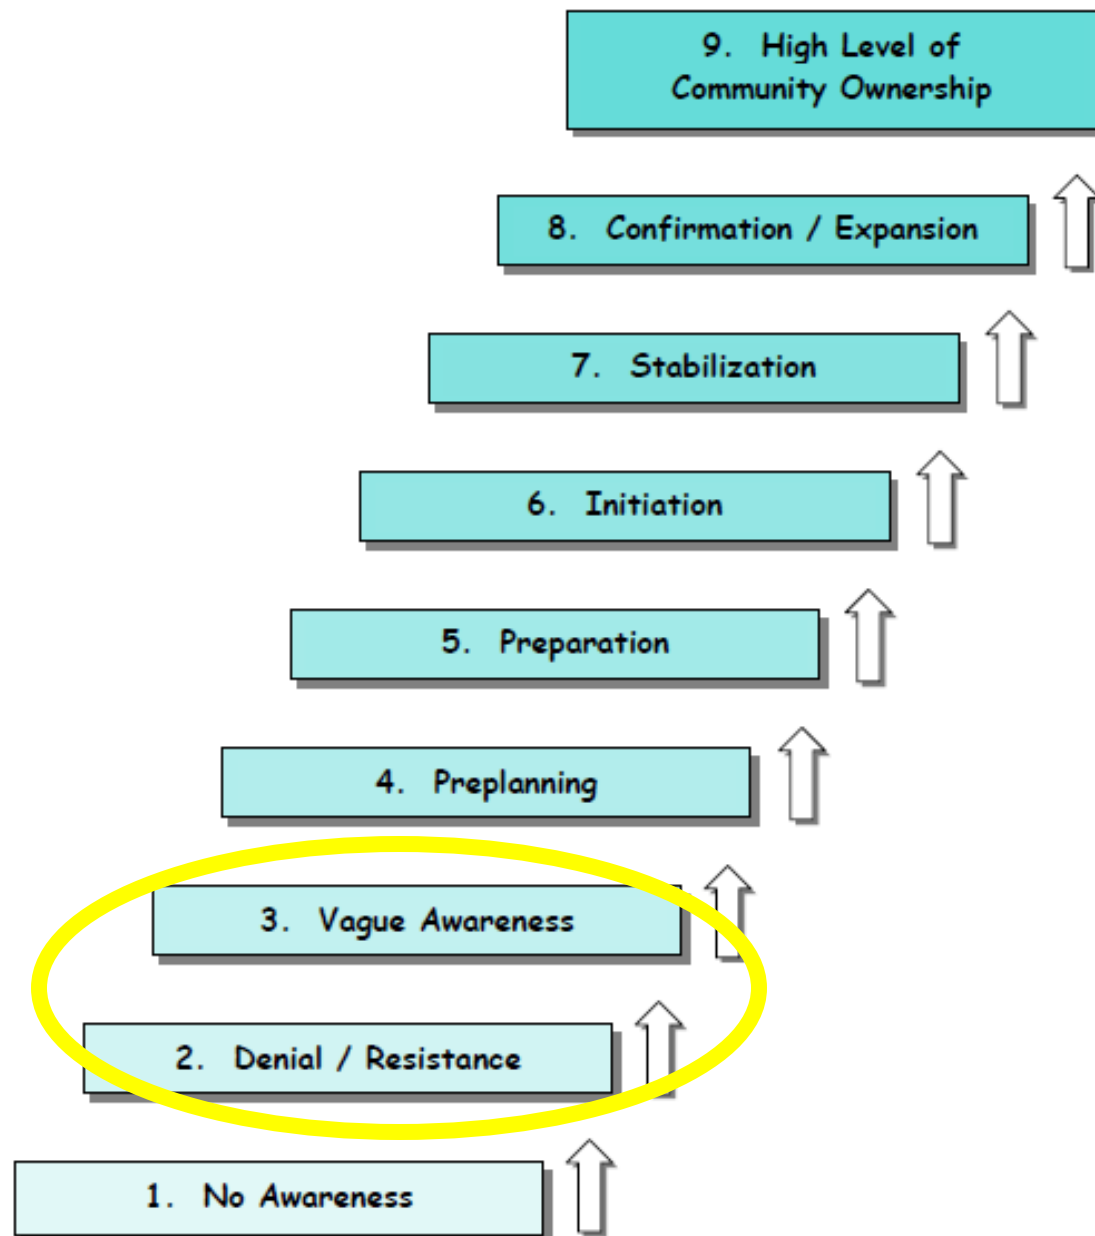 9. High Level of
Community Ownership
8. Confirmation / Expansion
7. Stabilization
6. Initiation
5. Preparation
4. Preplanning
3. Vague Awareness
2. Denial / Resistance
1. No Awareness